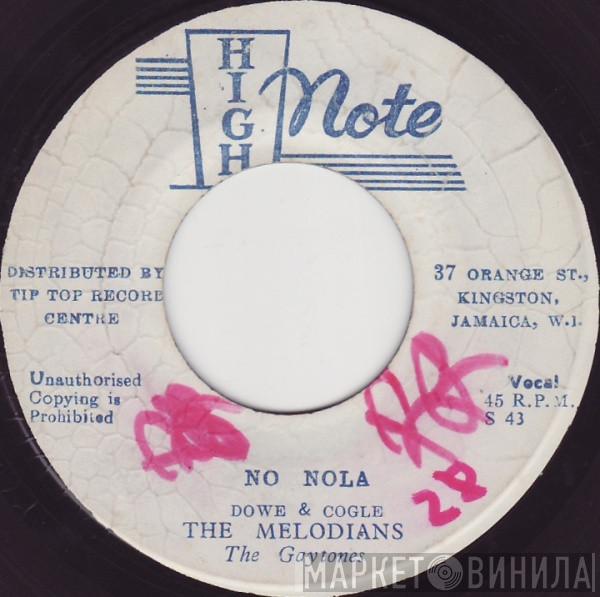 HIGH
Note
DISTRIBUTED BY
TIP TOP RECORD
CENTRE
37 ORANGE ST.,
KINGSTON,
JAMAICA, W.I.
Unauthorised
Copying is
Prohibited
Vocal
45 R.P.M.
S 43
28
NO NOLA
DOWE & COGLE
THE MELODIANS
The Gaytones
МАРКЕТ ВИНИЛА